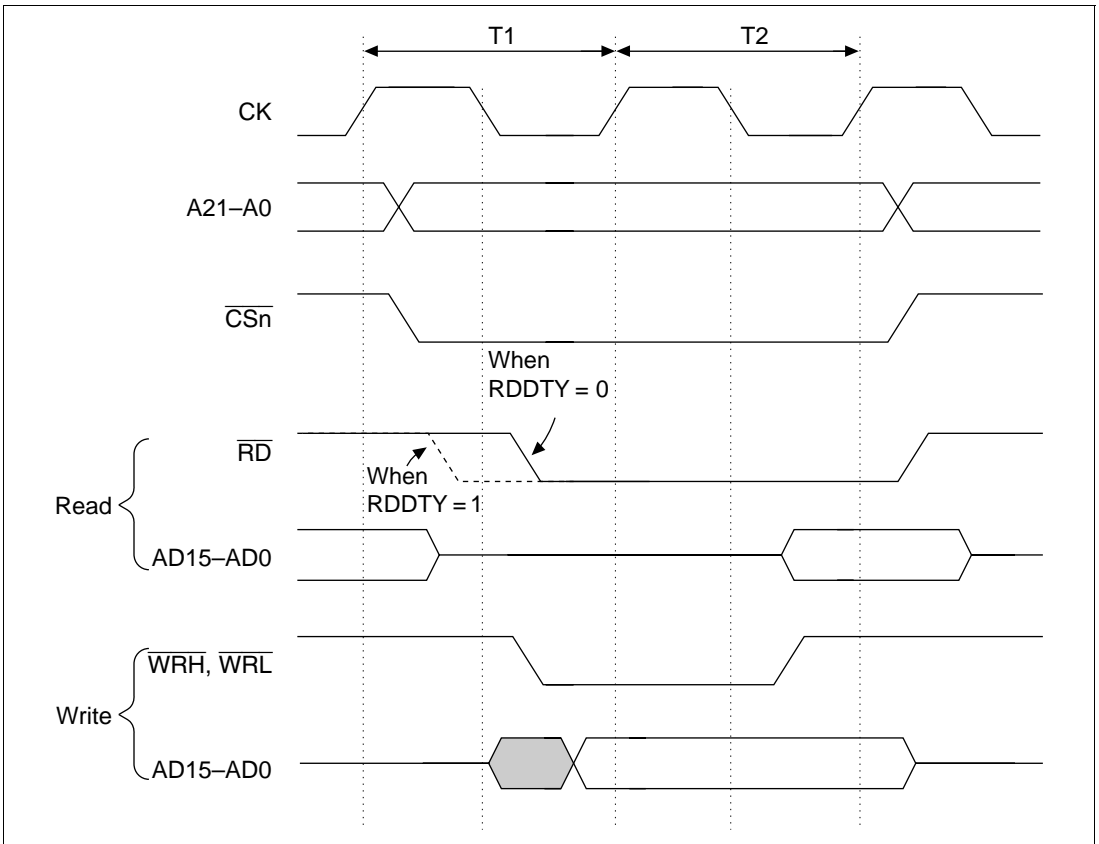 T1
T2
CK
A21–A0
CSn
When
RDDTY = 0
RD
When
RDDTY = 1
Read
AD15–AD0
WRH, WRL
Write
AD15–AD0